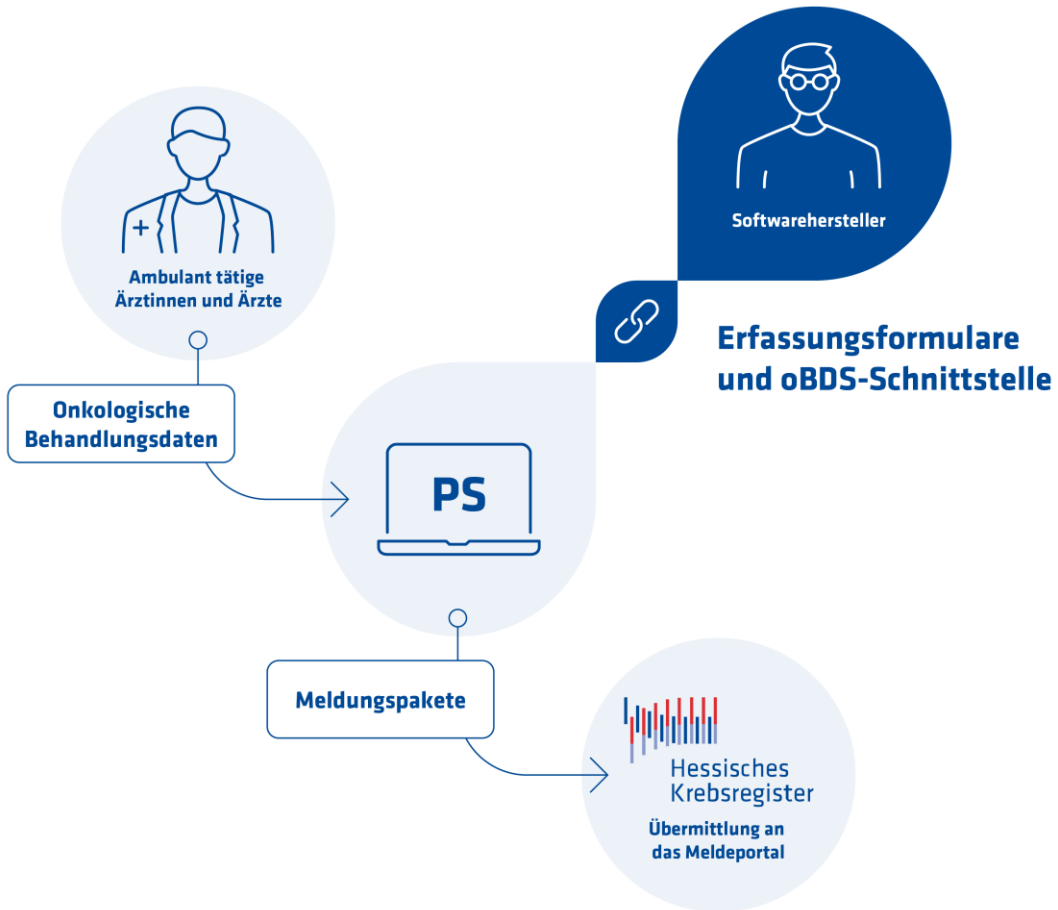 Softwarehersteller
Ambulant tätige
Ärztinnen und Ärzte
Erfassungsformulare
und oBDS-Schnittstelle
Onkologische
Behandlungsdaten
PS
Meldungspakete
Hessisches
Krebsregister
Übermittlung an
das Meldeportal